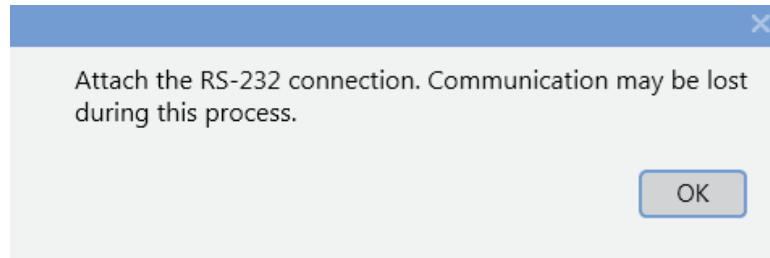 Attach the RS-232 connection. Communication may be lost
during this process.
OK